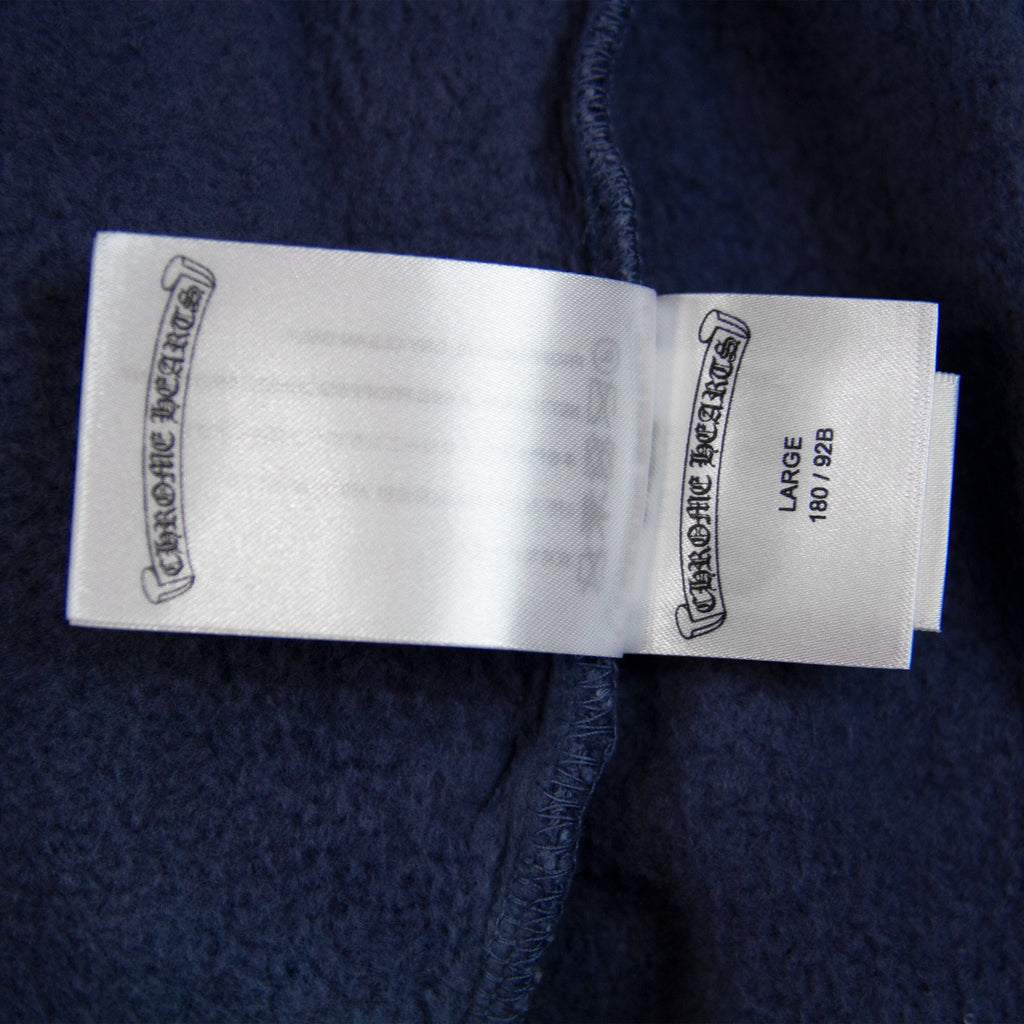 CHROME HEARTS
CHROME HEARTS
LARGE
180 / 92B